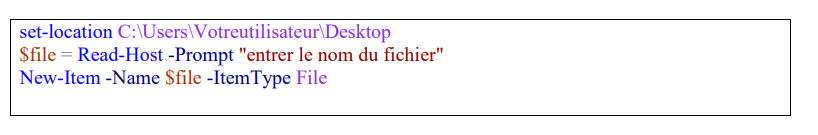 set-location C:\Users\Votreutilisateur\Desktop
$file = Read-Host -Prompt "entrer le nom du fichier"
New-Item -Name $file -ItemType File